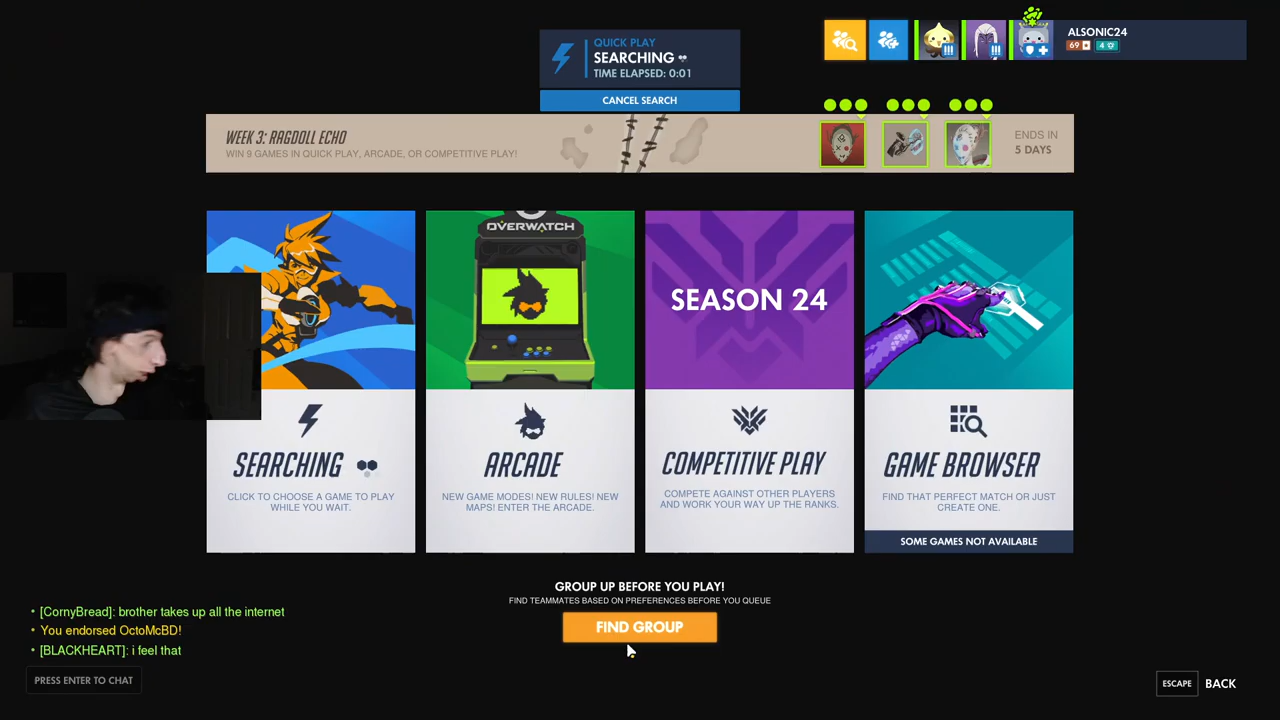 QUICK PLAY
SEARCHING
TIME ELAPSED: 0:01
CANCEL SEARCH
ALSONIC24
69
4
WEEK 3: RAGDOLL ECHO
WIN 9 GAMES IN QUICK PLAY, ARCADE, OR COMPETITIVE PLAY!
ENDS IN
5 DAYS
OVERWATCH
SEASON 24
SEARCHING
CLICK TO CHOOSE A GAME TO PLAY
WHILE YOU WAIT.
ARCADE
NEW GAME MODES! NEW RULES! NEW
MAPS! ENTER THE ARCADE.
COMPETITIVE PLAY
COMPETE AGAINST OTHER PLAYERS
AND WORK YOUR WAY UP THE RANKS.
GAME BROWSER
FIND THAT PERFECT MATCH OR JUST
CREATE ONE.
SOME GAMES NOT AVAILABLE
GROUP UP BEFORE YOU PLAY!
FIND TEAMMATES BASED ON PREFERENCES BEFORE YOU QUEUE
FIND GROUP
[CornyBread]: brother takes up all the internet
You endorsed OctoMcBD!
[BLACKHEART]: i feel that
PRESS ENTER TO CHAT
ESCAPE BACK